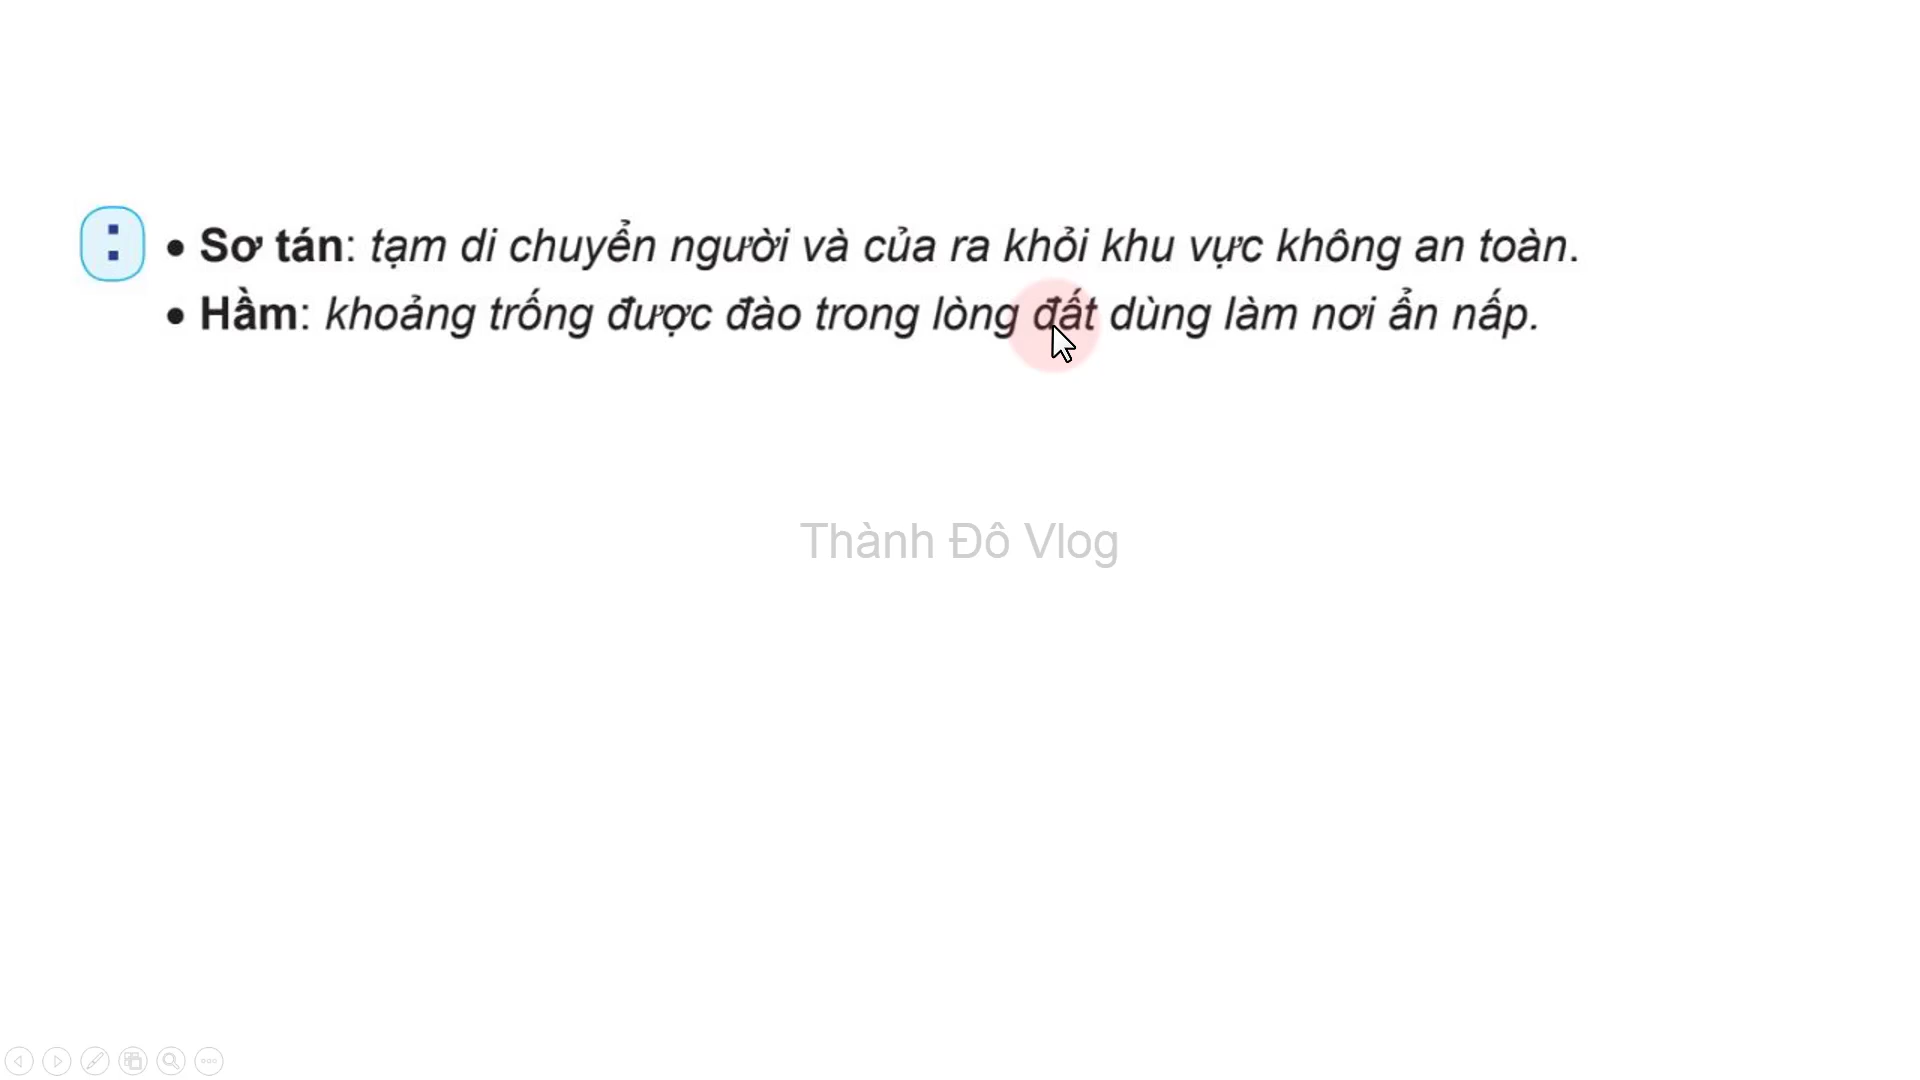 : • Sơ tán: tạm di chuyển người và của ra khỏi khu vực không an toàn.
• Hầm: khoảng trống được đào trong lòng đất dùng làm nơi ẩn nấp.
Thành Đô Vlog